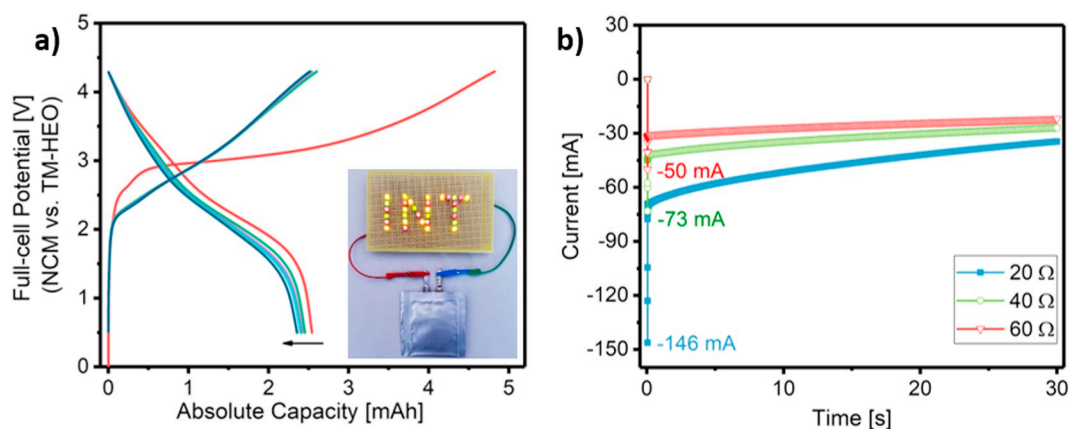 a)
Full-cell Potential [V]
(NCM vs. TM-HEO)
5
4
3
2
1
0
0 1 2 3 4 5
Absolute Capacity [mAh]
INT
b)
Current [mA]
0
-30
-60
-90
-120
-150
-50 mA
-73 mA
-146 mA
20 Ω
40 Ω
60 Ω
0 10 20 30
Time [s]